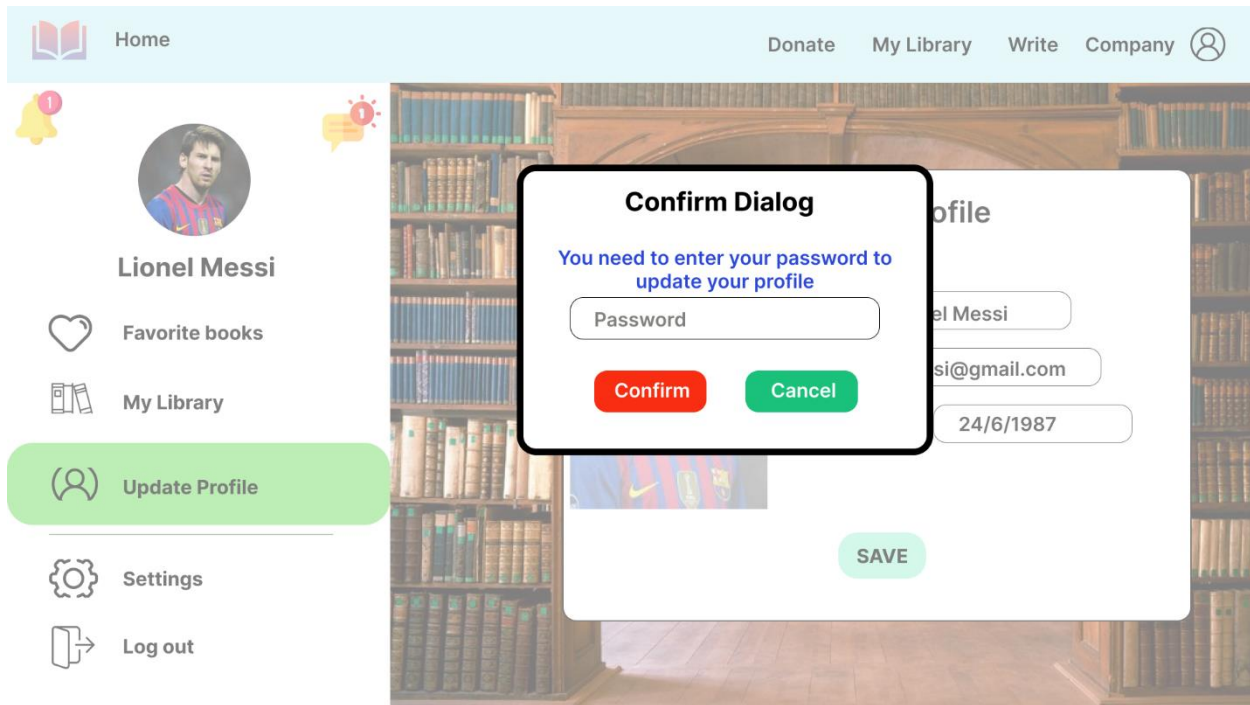 Home
Donate
My Library
Write
Company
1
1
Lionel Messi
Favorite books
My Library
Update Profile
Settings
Log out
Confirm Dialog
You need to enter your password to
update your profile
Password
Confirm
Cancel
ofile
el Messi
si@gmail.com
24/6/1987
SAVE